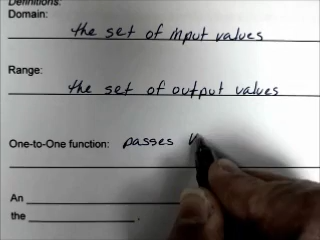 Definitions:
Domain:
the set of input values
Range:
the set of output values
One-to-One function: passes
An
the .